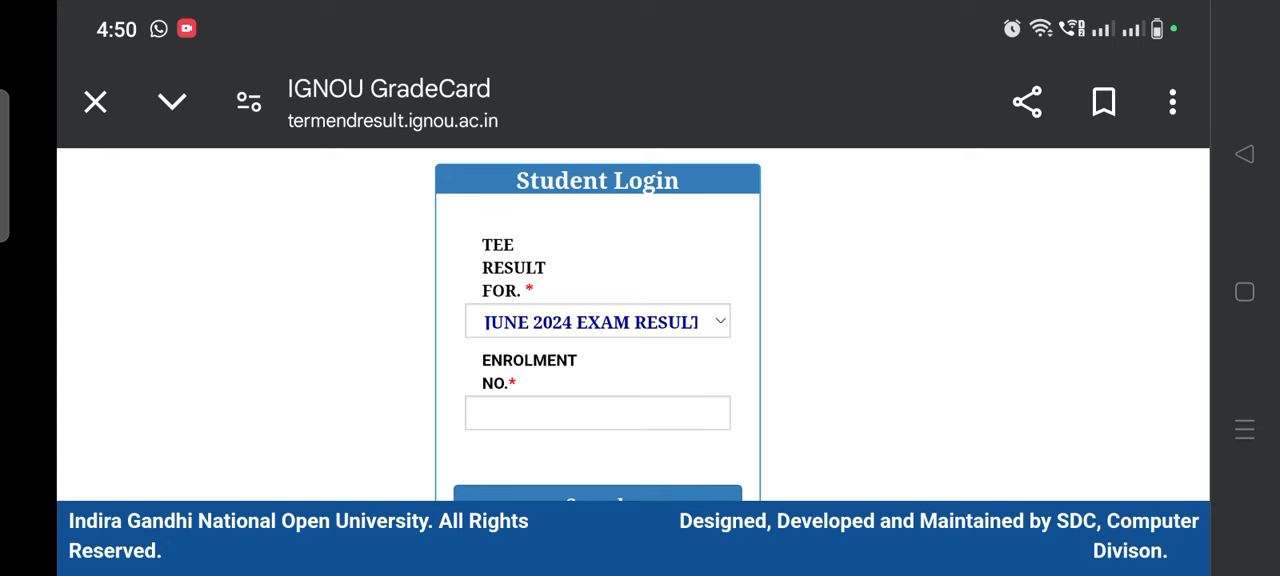 4:50
IGNOU GradeCard
termendresult.ignou.ac.in
Student Login
TEE
RESULT
FOR. *
JUNE 2024 EXAM RESULT
ENROLMENT
NO.*
Indira Gandhi National Open University. All Rights
Reserved.
Designed, Developed and Maintained by SDC, Computer
Divison.